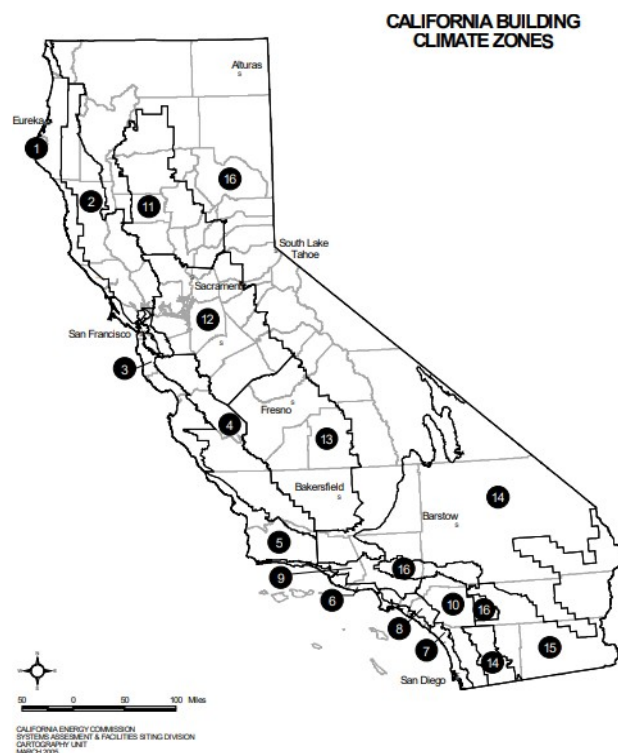 CALIFORNIA BUILDING
CLIMATE ZONES
Alturas
Eureka
1
16
2
11
South Lake
Tahoe
Sacramento
12
San Francisco
3
Fresno
4
13
Bakersfield
14
Barstow
5
9
16
6
10
16
8
7
15
14
San Diego
50 0 50 100 Miles
CALIFORNIA ENERGY COMMISSION
SYSTEMS ASSESMENT & FACILITIES SITING DIVISION
CARTOGRAPHY UNIT
MARCH 2005